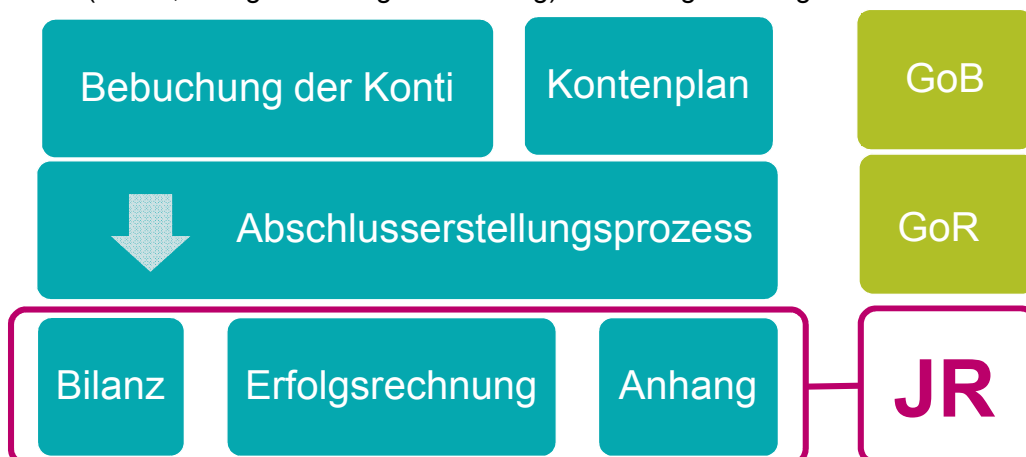 Bebuchung der Konti
Kontenplan
GoB
Abschlusserstellungsprozess
GoR
Bilanz
Erfolgsrechnung
Anhang
JR